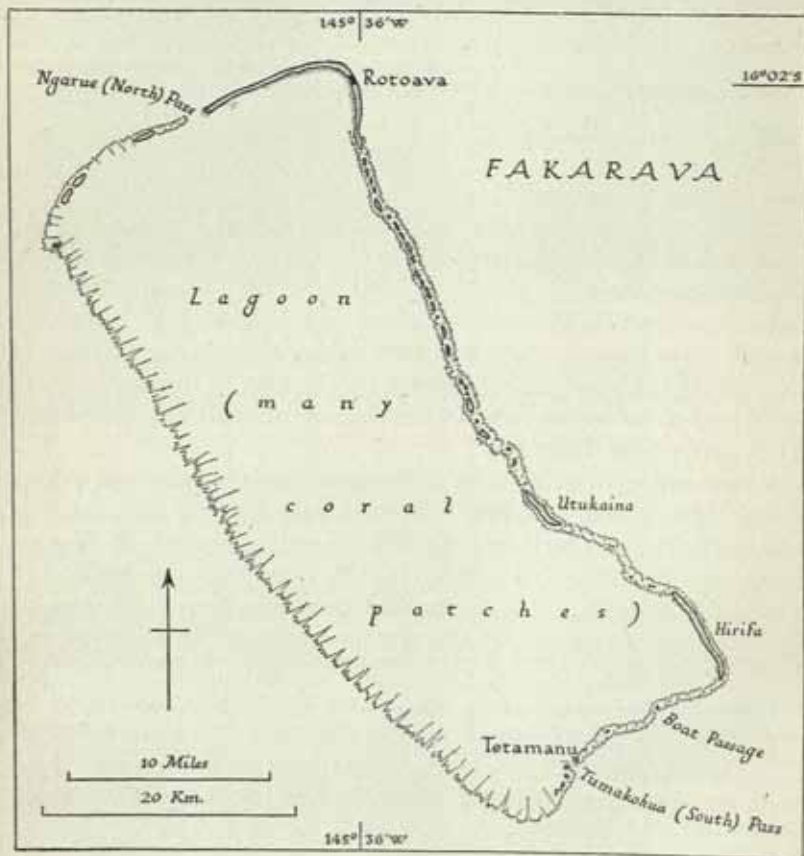 145° 36'W
Ngarue (North) Pass
Rotoava
16°02'S
FAKARAVA
Lagoon
(many
coral
Utukaina
patches)
Hirifa
Boat Passage
Tetamanu
Tumakohua (South) Pass
10 Miles
20 Km.
145° 36'W